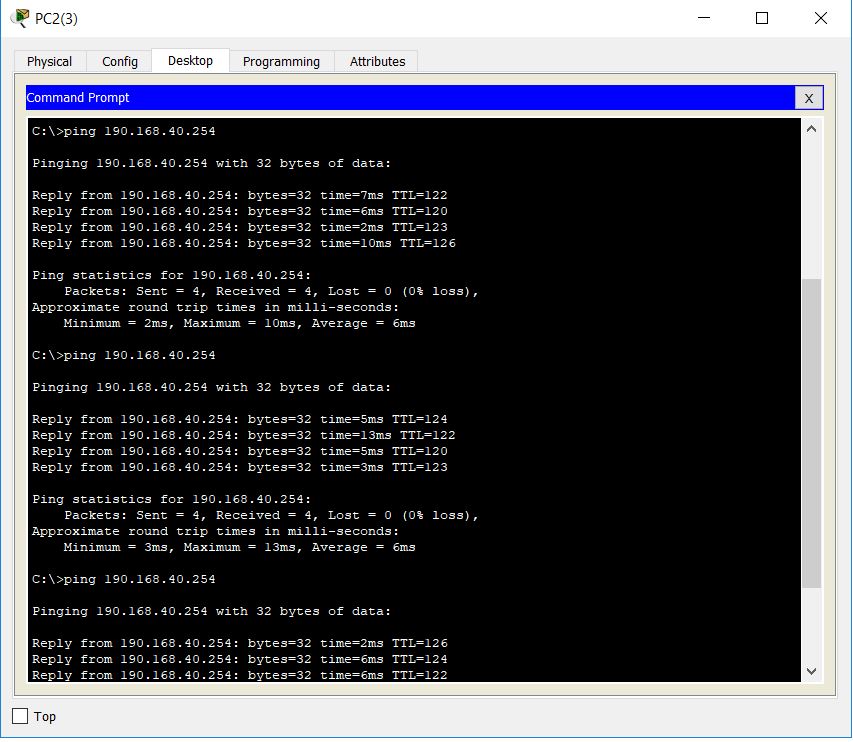 PC2(3)
Physical Config Desktop Programming Attributes
Command Prompt X
C:\>ping 190.168.40.254
Pinging 190.168.40.254 with 32 bytes of data:
Reply from 190.168.40.254: bytes=32 time=7ms TTL=122
Reply from 190.168.40.254: bytes=32 time=6ms TTL=120
Reply from 190.168.40.254: bytes=32 time=2ms TTL=123
Reply from 190.168.40.254: bytes=32 time=10ms TTL=126
Ping statistics for 190.168.40.254:
Packets: Sent = 4, Received = 4, Lost = 0 (0% loss),
Approximate round trip times in milli-seconds:
Minimum = 2ms, Maximum = 10ms, Average = 6ms
C:\>ping 190.168.40.254
Pinging 190.168.40.254 with 32 bytes of data:
Reply from 190.168.40.254: bytes=32 time=5ms TTL=124
Reply from 190.168.40.254: bytes=32 time=13ms TTL=122
Reply from 190.168.40.254: bytes=32 time=5ms TTL=120
Reply from 190.168.40.254: bytes=32 time=3ms TTL=123
Ping statistics for 190.168.40.254:
Packets: Sent = 4, Received = 4, Lost = 0 (0% loss),
Approximate round trip times in milli-seconds:
Minimum = 3ms, Maximum = 13ms, Average = 6ms
C:\>ping 190.168.40.254
Pinging 190.168.40.254 with 32 bytes of data:
Reply from 190.168.40.254: bytes=32 time=2ms TTL=126
Reply from 190.168.40.254: bytes=32 time=6ms TTL=124
Reply from 190.168.40.254: bytes=32 time=6ms TTL=122
Top